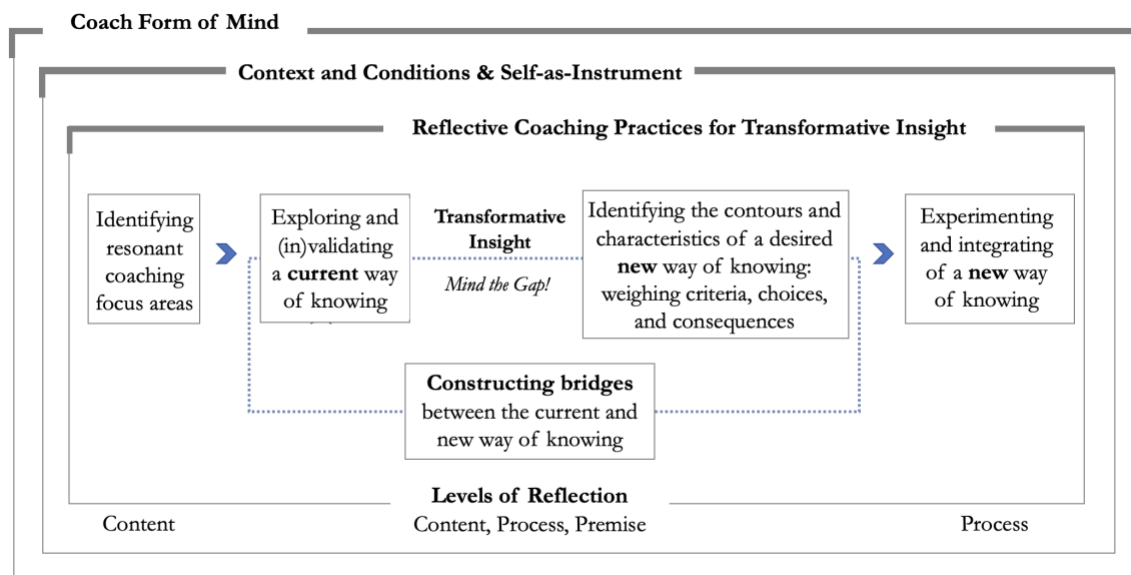 Coach Form of Mind
Context and Conditions & Self-as-Instrument
Reflective Coaching Practices for Transformative Insight
Identifying
resonant
coaching
focus areas
Exploring and
(in)validating
a current way
of knowing
Transformative
Insight
Mind the Gap!
Identifying the contours and
characteristics of a desired
new way of knowing:
weighing criteria, choices,
and consequences
Experimenting
and integrating
of a new way
of knowing
Constructing bridges
between the current and
new way of knowing
Levels of Reflection
Content
Content, Process, Premise
Process